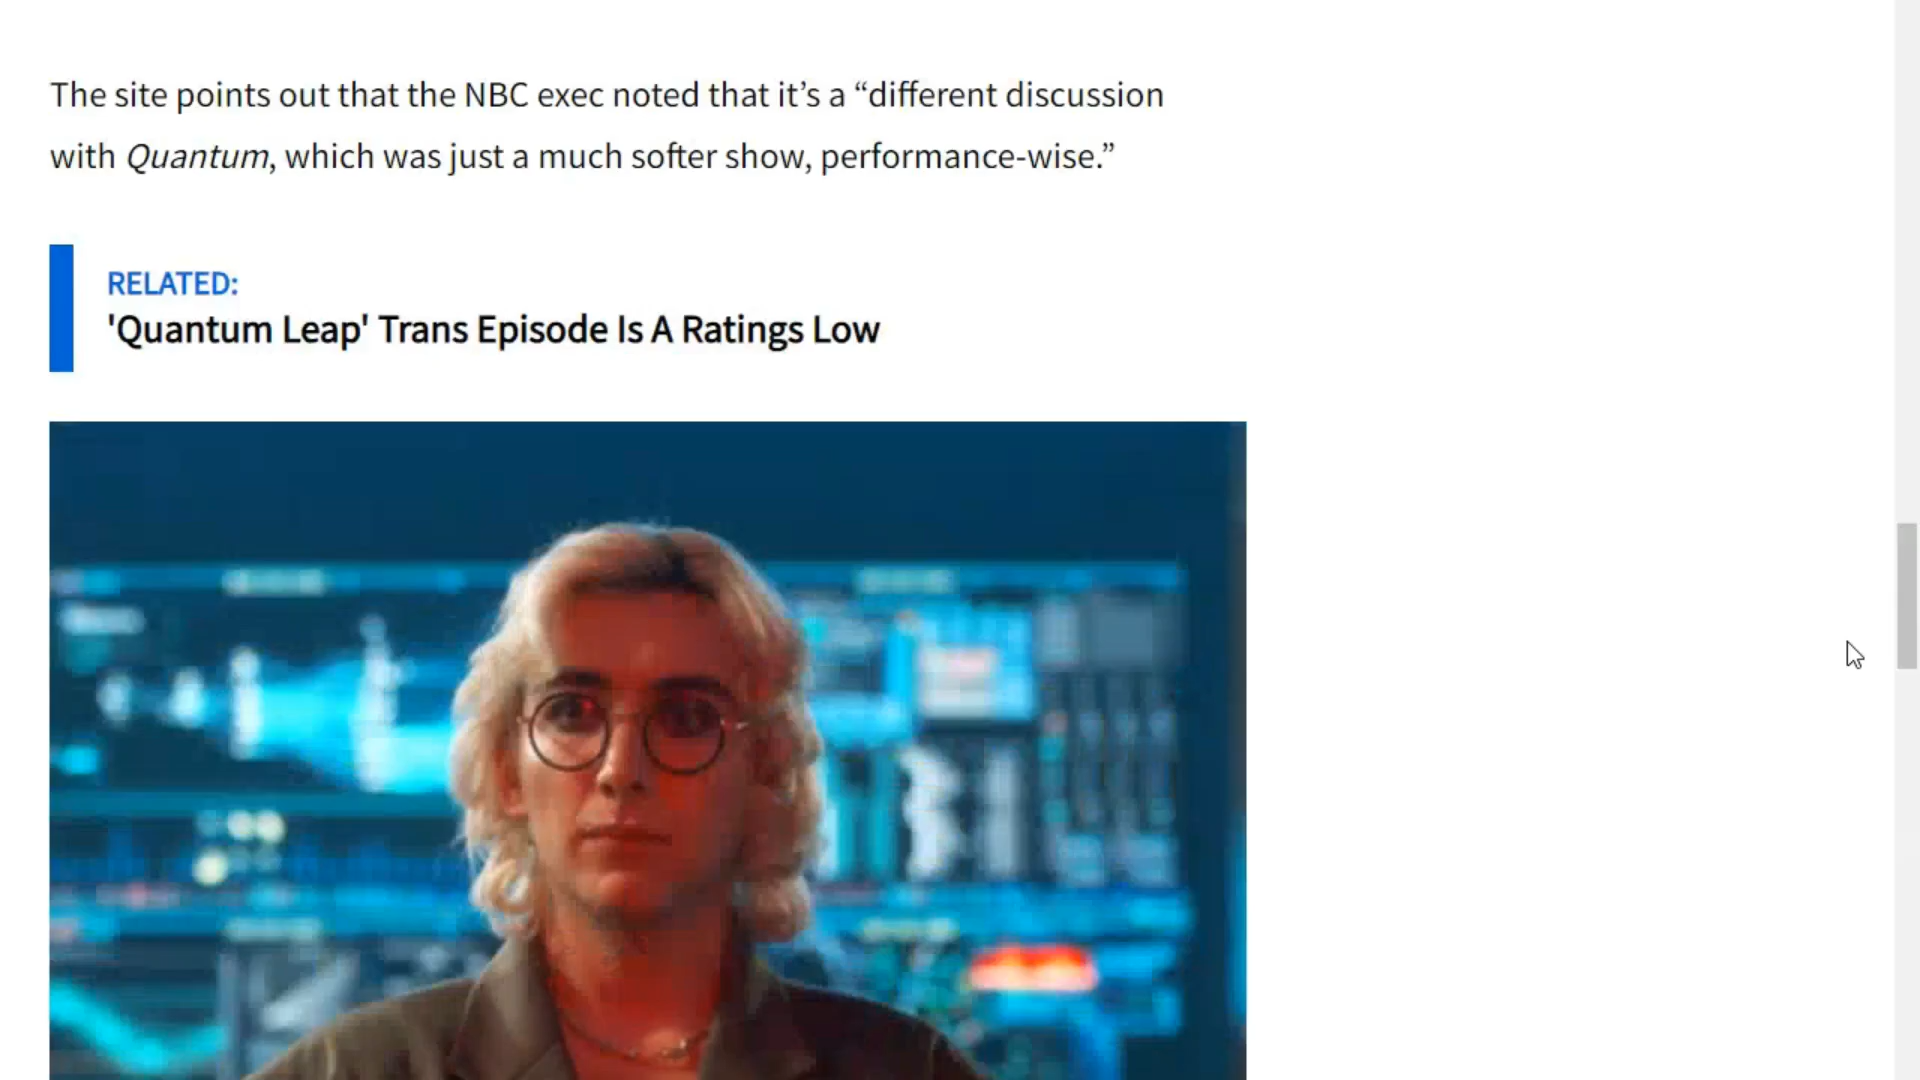 The site points out that the NBC exec noted that it’s a “different discussion
with Quantum, which was just a much softer show, performance-wise.”
RELATED:
'Quantum Leap' Trans Episode Is A Ratings Low